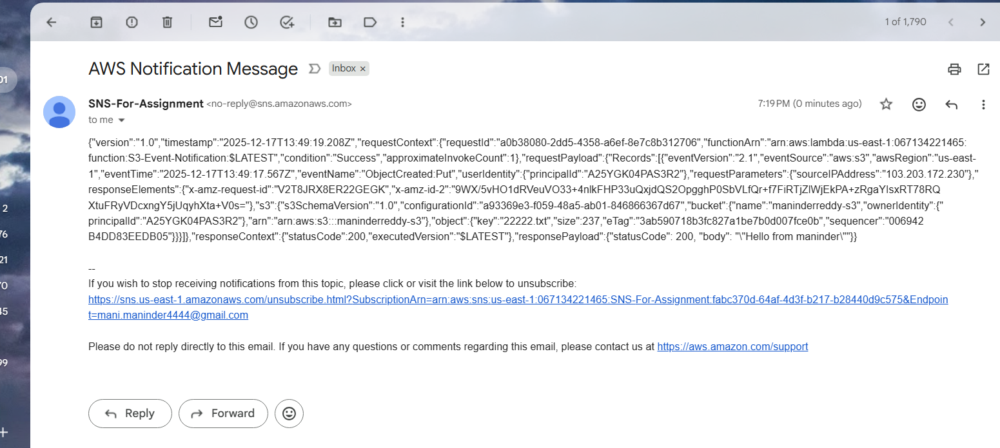 1 of 1,790
AWS Notification Message
Inbox ×
01
SNS-For-Assignment <no-reply@sns.amazonaws.com>
7:19 PM (0 minutes ago)
to me
{"version":"1.0","timestamp":"2025-12-17T13:49:19.208Z","requestContext":{"requestId":"a0b38080-2dd5-4358-a6ef-8e7c8b312706","functionArn":"arn:aws:lambda:us-east-1:067134221465:
function:S3-Event-Notification:$LATEST","condition":"Success","approximateInvokeCount":1},"requestPayload":{"Records":[{"eventVersion":"2.1","eventSource":"aws:s3","awsRegion":"us-east-
1","eventTime":"2025-12-17T13:49:17.567Z","eventName":"ObjectCreated:Put","userIdentity":{"principalId":"A25YGK04PAS3R2"},"requestParameters":{"sourceIPAddress":"103.203.172.230"},"
responseElements":{"x-amz-request-id":"V2T8JRX8ER22GEGK","x-amz-id-2":"9WX/5vHO1dRVeuVO33+4nlkFHP33uQxjdQS2OpgghP0SbVLfQr+f7FiRTjZlWjEkPA+zRgaYlsxRT78RQ
XtuFRyVDcxngY5jUqyhXta+V0s="},"s3":{"s3SchemaVersion":"1.0","configurationId":"a93369e3-f059-48a5-ab01-846866367d67","bucket":{"name":"maninderreddy-s3","ownerIdentity":{"
principalId":"A25YGK04PAS3R2"},"arn":"arn:aws:s3:::maninderreddy-s3"},"object":{"key":"22222.txt","size":237,"eTag":"3ab590718b3fc827a1be7b0d007fce0b","sequencer":"006942
B4DD83EEDB05"}}}]},"responseContext":{"statusCode":200,"executedVersion":"$LATEST"},"responsePayload":{"statusCode": 200, "body": "\"Hello from maninder\""}}
--
If you wish to stop receiving notifications from this topic, please click or visit the link below to unsubscribe:
https://sns.us-east-1.amazonaws.com/unsubscribe.html?SubscriptionArn=arn:aws:sns:us-east-1:067134221465:SNS-For-Assignment:fabc370d-64af-4d3f-b217-b28440d9c575&Endpoin
t=mani.maninder4444@gmail.com
Please do not reply directly to this email. If you have any questions or comments regarding this email, please contact us at https://aws.amazon.com/support
2
76
21
45
99
Reply
Forward